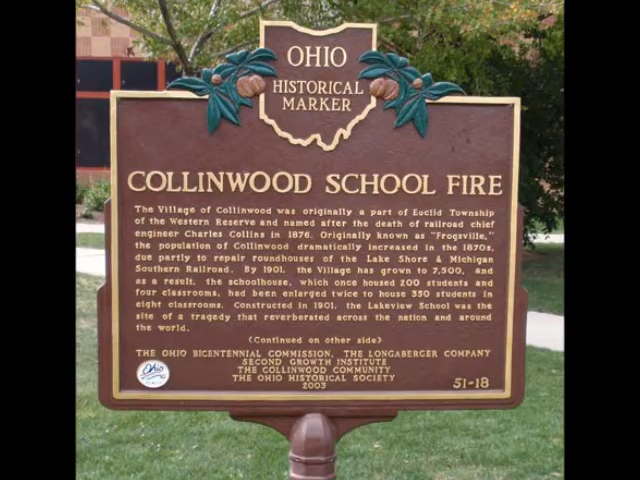 OHIO
HISTORICAL
MARKER
COLLINWOOD SCHOOL FIRE
The Village of Collinwood was originally a part of Euclid Township
of the Western Reserve and named after the death of railroad chief
engineer Charles Collins in 1876. Originally known as "Frogsville,"
the population of Collinwood dramatically increased in the 1870s,
due partly to repair roundhouses of the Lake Shore & Michigan
Southern Railroad. By 1901, the Village has grown to 7,500, and
as a result, the schoolhouse, which once housed 200 students and
four classrooms, had been enlarged twice to house 350 students in
eight classrooms. Constructed in 1901, the Lakeview School was the
site of a tragedy that reverberated across the nation and around
the world.
(Continued on other side)
THE OHIO BICENTENNIAL COMMISSION, THE LONGABERGER COMPANY
SECOND GROWTH INSTITUTE
THE COLLINWOOD COMMUNITY
THE OHIO HISTORICAL SOCIETY
2003
51-18
Ohio